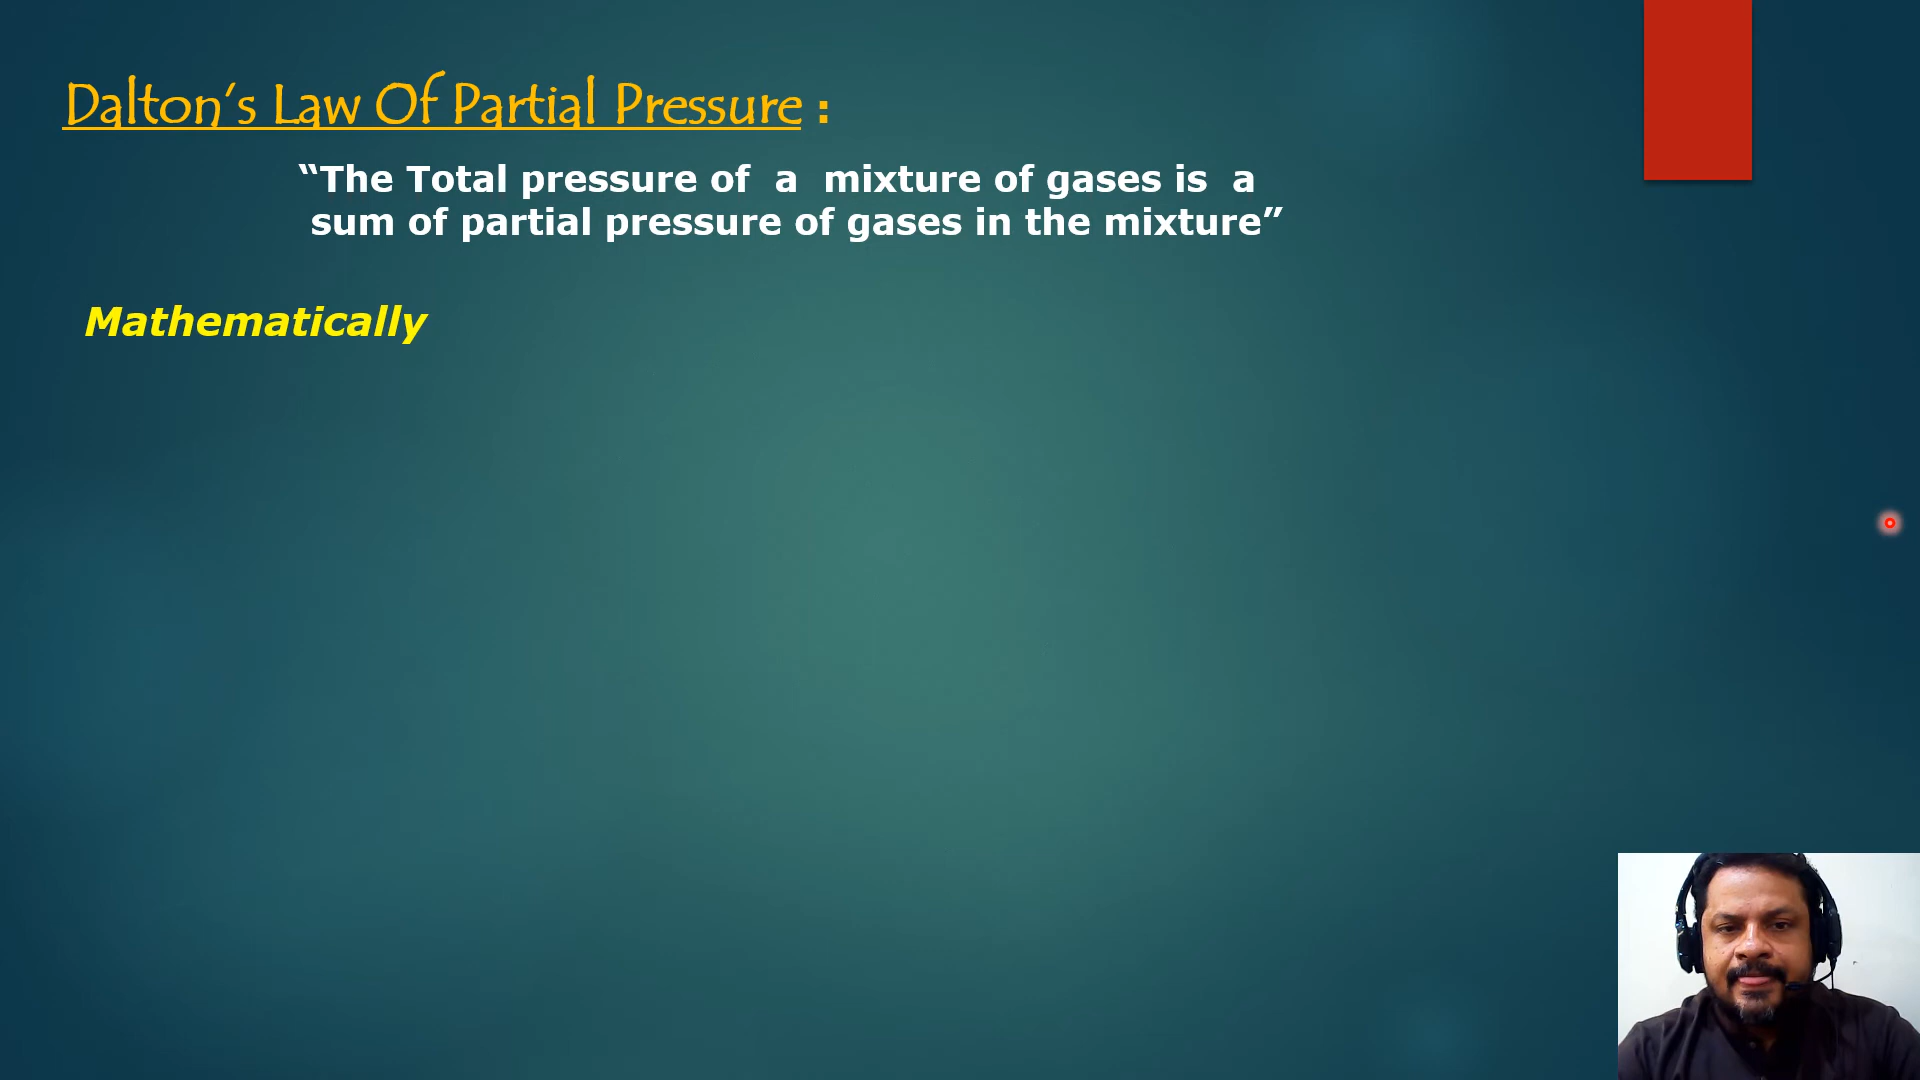 Dalton’s Law Of Partial Pressure :
“The Total pressure of a mixture of gases is a
sum of partial pressure of gases in the mixture”
Mathematically